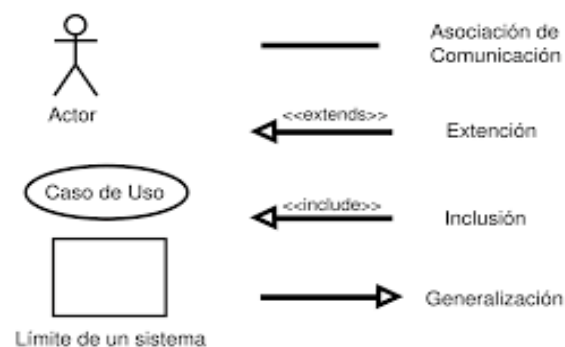 Actor
Caso de Uso
Límite de un sistema
Asociación de
Comunicación
<<extends>>
Extención
<<include>>
Inclusión
Generalización